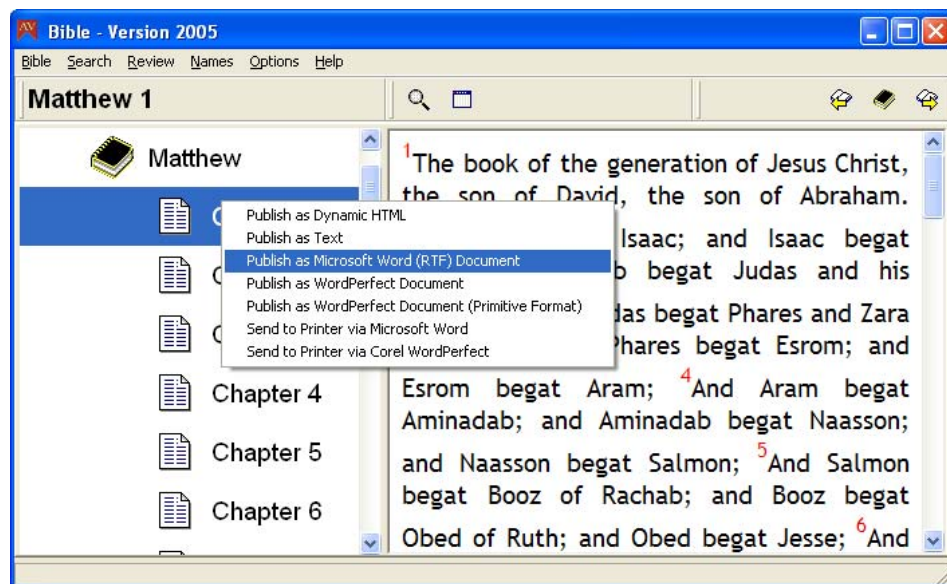 AV Bible - Version 2005
Bible Search Review Names Options Help
Matthew 1
Matthew
Publish as Dynamic HTML
Publish as Text
Publish as Microsoft Word (RTF) Document
Publish as WordPerfect Document
Publish as WordPerfect Document (Primitive Format)
Send to Printer via Microsoft Word
Send to Printer via Corel WordPerfect
Chapter 4
Chapter 5
Chapter 6
1The book of the generation of Jesus Christ,
the son of David, the son of Abraham.
Isaac; and Isaac begat
begat Judas and his
begat Phares and Zara
Phares begat Esrom; and
Esrom begat Aram; 4And Aram begat
Aminadab; and Aminadab begat Naasson;
and Naasson begat Salmon; 5And Salmon
begat Booz of Rachab; and Booz begat
Obed of Ruth; and Obed begat Jesse; 6And